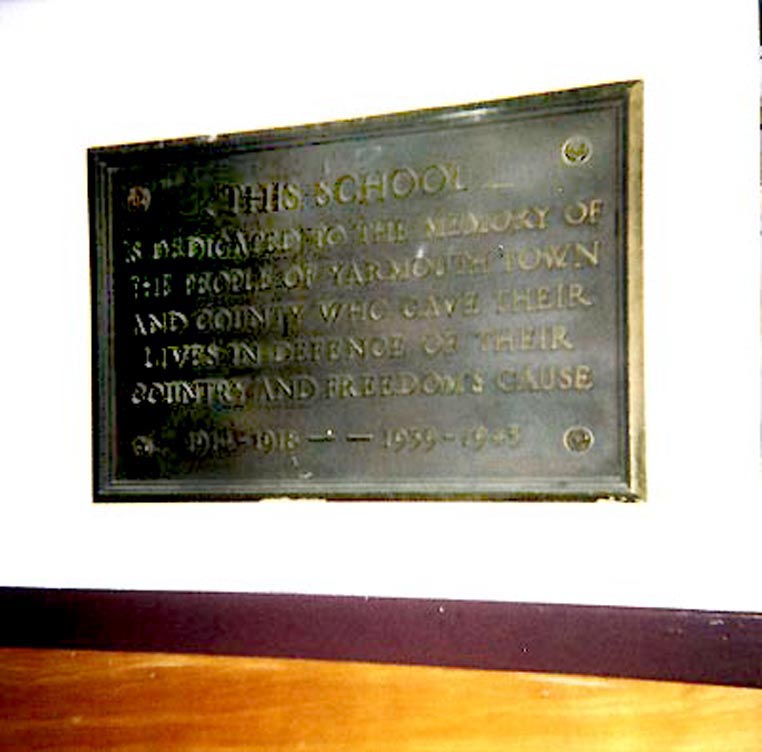 THIS SCHOOL
IS DEDICATED TO THE MEMORY OF
THE PEOPLE OF YARMOUTH TOWN
AND COUNTY WHO GAVE THEIR
LIVES IN DEFENCE OF THEIR
COUNTRY AND FREEDOM'S CAUSE
1914-1918 — — 1939-1945